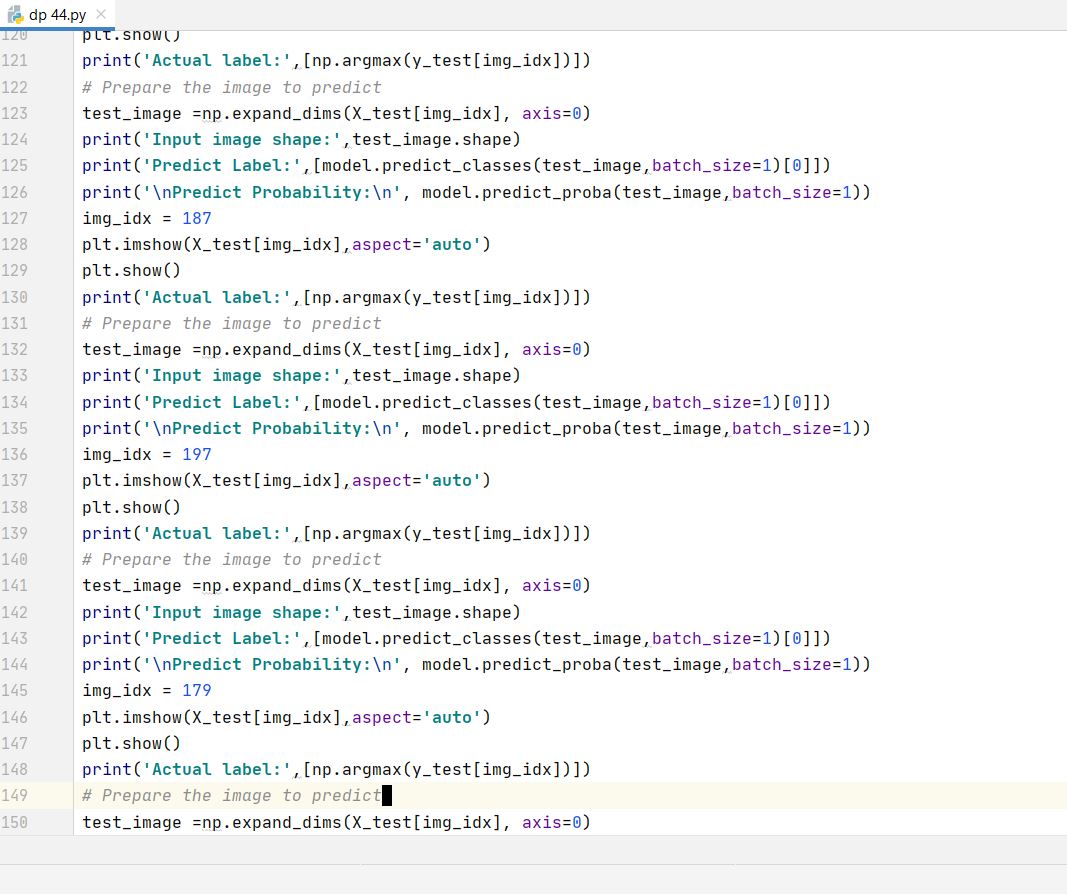 dp 44.py
120 plt.show()
121 print('Actual label:',[np.argmax(y_test[img_idx])])
122 # Prepare the image to predict
123 test_image =np.expand_dims(X_test[img_idx], axis=0)
124 print('Input image shape:',test_image.shape)
125 print('Predict Label:',[model.predict_classes(test_image,batch_size=1)[0]])
126 print('\nPredict Probability:\n', model.predict_proba(test_image,batch_size=1))
127 img_idx = 187
128 plt.imshow(X_test[img_idx],aspect='auto')
129 plt.show()
130 print('Actual label:',[np.argmax(y_test[img_idx])])
131 # Prepare the image to predict
132 test_image =np.expand_dims(X_test[img_idx], axis=0)
133 print('Input image shape:',test_image.shape)
134 print('Predict Label:',[model.predict_classes(test_image,batch_size=1)[0]])
135 print('\nPredict Probability:\n', model.predict_proba(test_image,batch_size=1))
136 img_idx = 197
137 plt.imshow(X_test[img_idx],aspect='auto')
138 plt.show()
139 print('Actual label:',[np.argmax(y_test[img_idx])])
140 # Prepare the image to predict
141 test_image =np.expand_dims(X_test[img_idx], axis=0)
142 print('Input image shape:',test_image.shape)
143 print('Predict Label:',[model.predict_classes(test_image,batch_size=1)[0]])
144 print('\nPredict Probability:\n', model.predict_proba(test_image,batch_size=1))
145 img_idx = 179
146 plt.imshow(X_test[img_idx],aspect='auto')
147 plt.show()
148 print('Actual label:',[np.argmax(y_test[img_idx])])
149 # Prepare the image to predict
150 test_image =np.expand_dims(X_test[img_idx], axis=0)